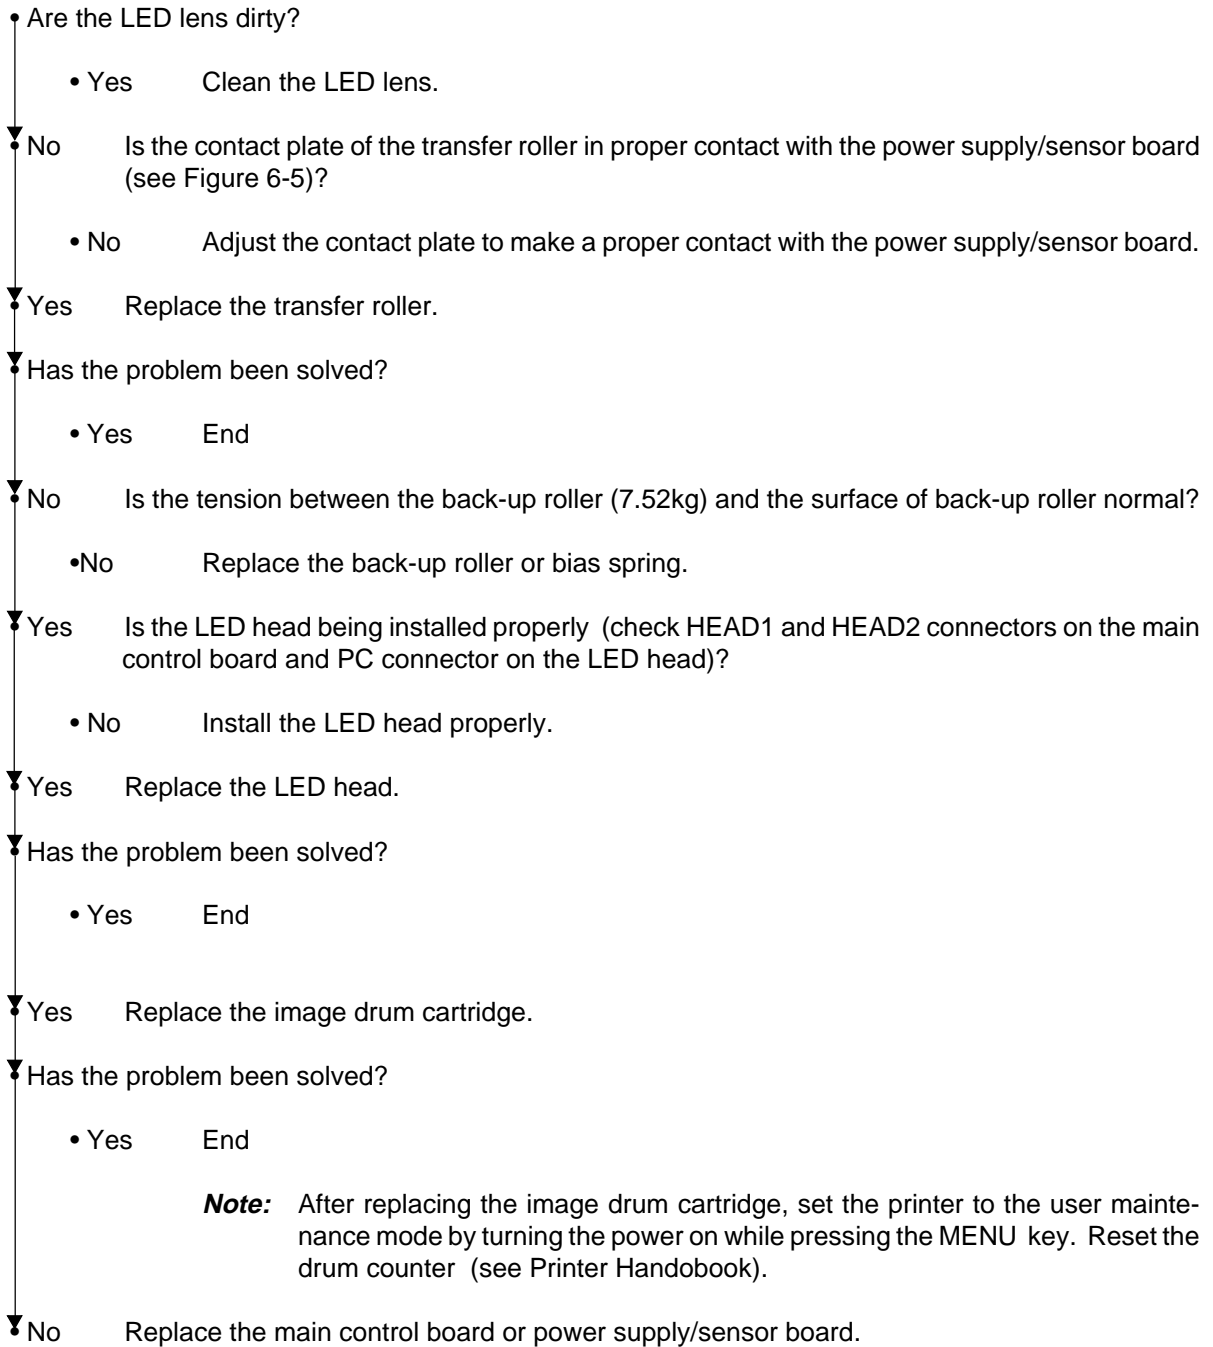 • Are the LED lens dirty?
• Yes Clean the LED lens.
• No Is the contact plate of the transfer roller in proper contact with the power supply/sensor board
(see Figure 6-5)?
• No Adjust the contact plate to make a proper contact with the power supply/sensor board.
• Yes Replace the transfer roller.
• Has the problem been solved?
• Yes End
• No Is the tension between the back-up roller (7.52kg) and the surface of back-up roller normal?
•No Replace the back-up roller or bias spring.
• Yes Is the LED head being installed properly (check HEAD1 and HEAD2 connectors on the main
control board and PC connector on the LED head)?
• No Install the LED head properly.
• Yes Replace the LED head.
• Has the problem been solved?
• Yes End
• Yes Replace the image drum cartridge.
• Has the problem been solved?
• Yes End
Note: After replacing the image drum cartridge, set the printer to the user mainte-
nance mode by turning the power on while pressing the MENU key. Reset the
drum counter (see Printer Handobook).
• No Replace the main control board or power supply/sensor board.